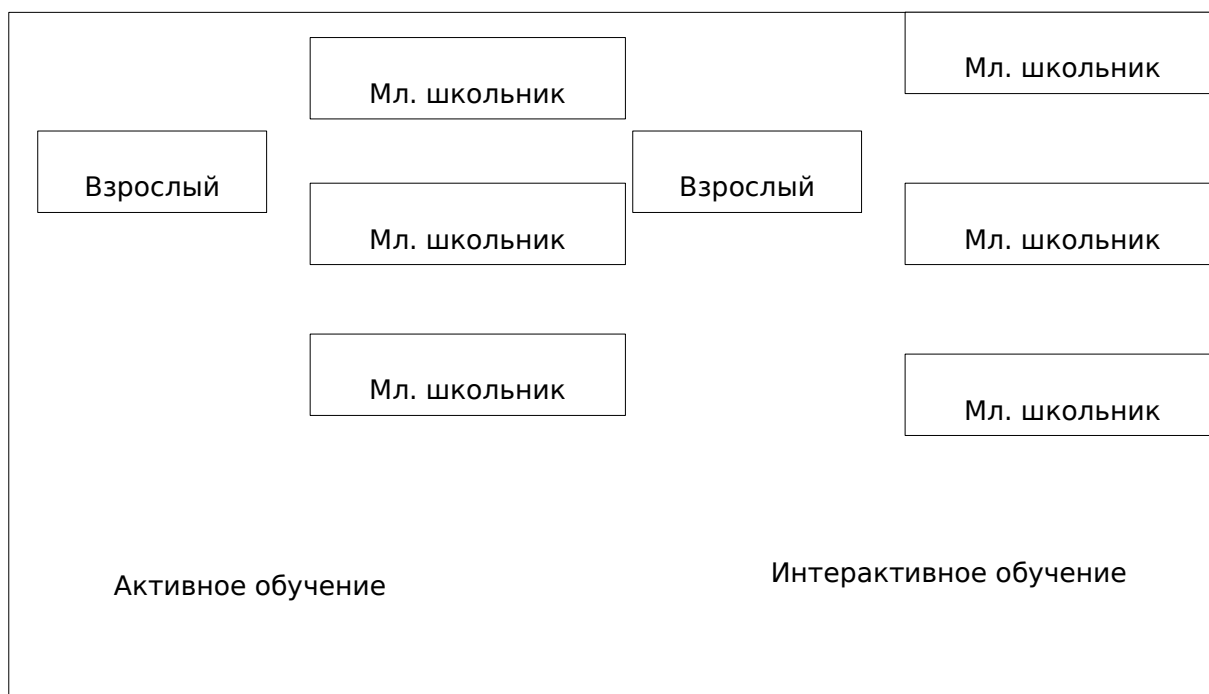 Мл. школьник
Взрослый
Мл. школьник
Мл. школьник
Активное обучение
Мл. школьник
Взрослый
Мл. школьник
Мл. школьник
Интерактивное обучение